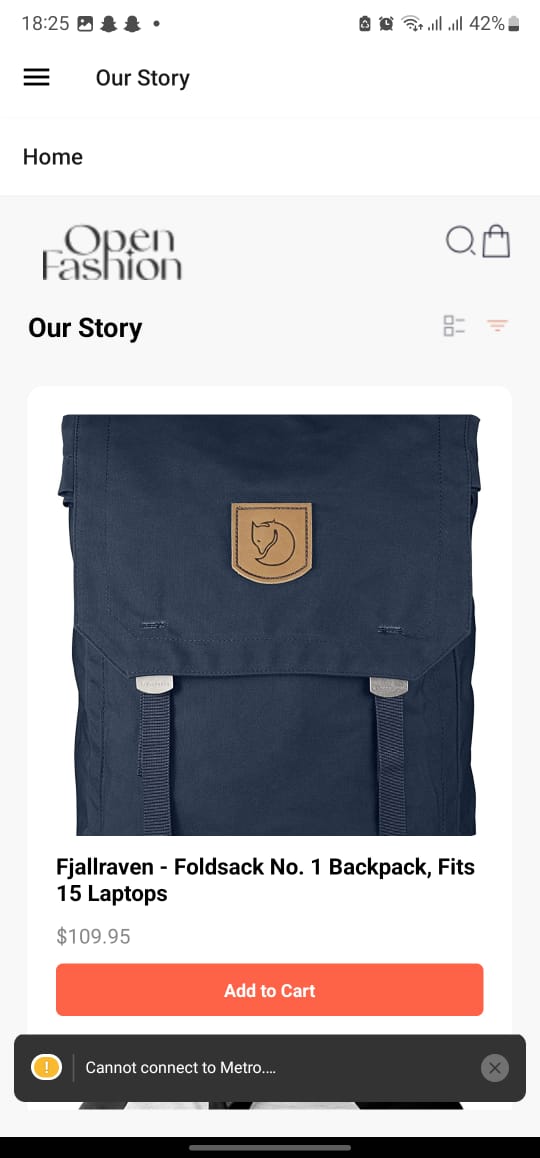 18:25
42%
Our Story
Home
Open
Fashion
Our Story
Fjallraven - Foldsack No. 1 Backpack, Fits
15 Laptops
$109.95
Add to Cart
! Cannot connect to Metro....